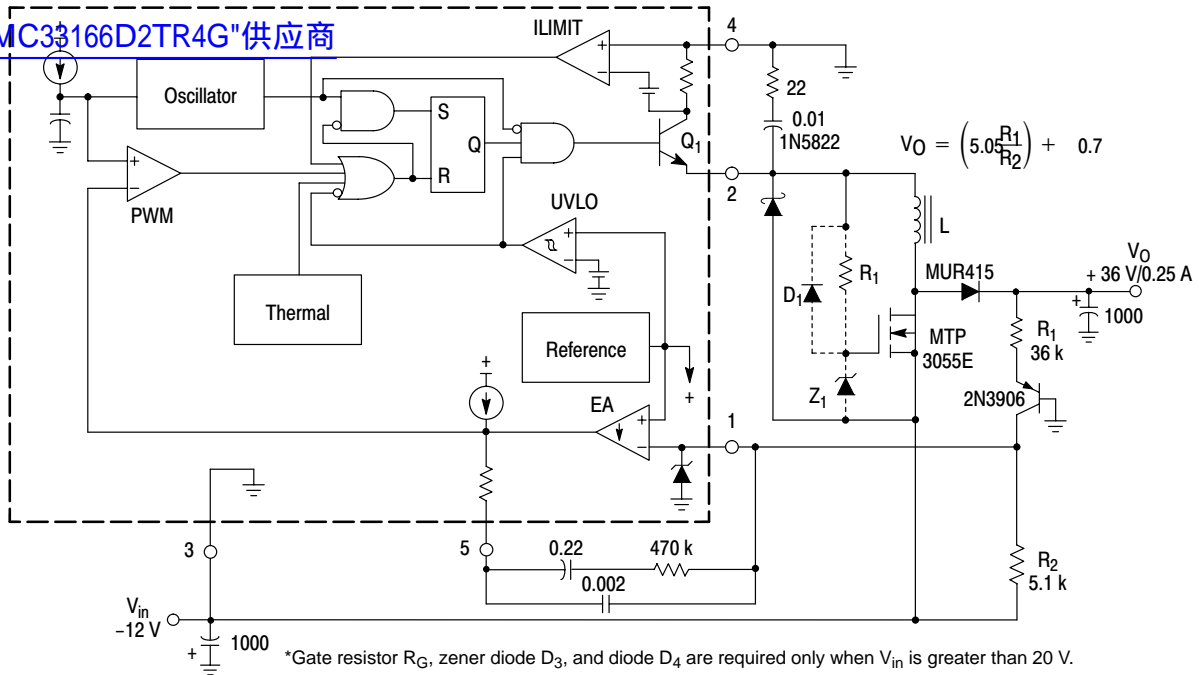 MC33166D2TR4G"供应商
ILIMIT
4
+
Oscillator
S
Q
R
Q1
22
0.01
1N5822
VO = (5.05 R1/R2) + 0.7
2
PWM
UVLO
L
Thermal
D1
R1
MUR415
VO
+ 36 V/0.25 A
1000
MTP
3055E
R1
36 k
Reference
Z1
2N3906
EA
1
3
5
0.22
470 k
0.002
R2
5.1 k
Vin
−12 V
1000
*Gate resistor RG, zener diode D3, and diode D4 are required only when Vin is greater than 20 V.